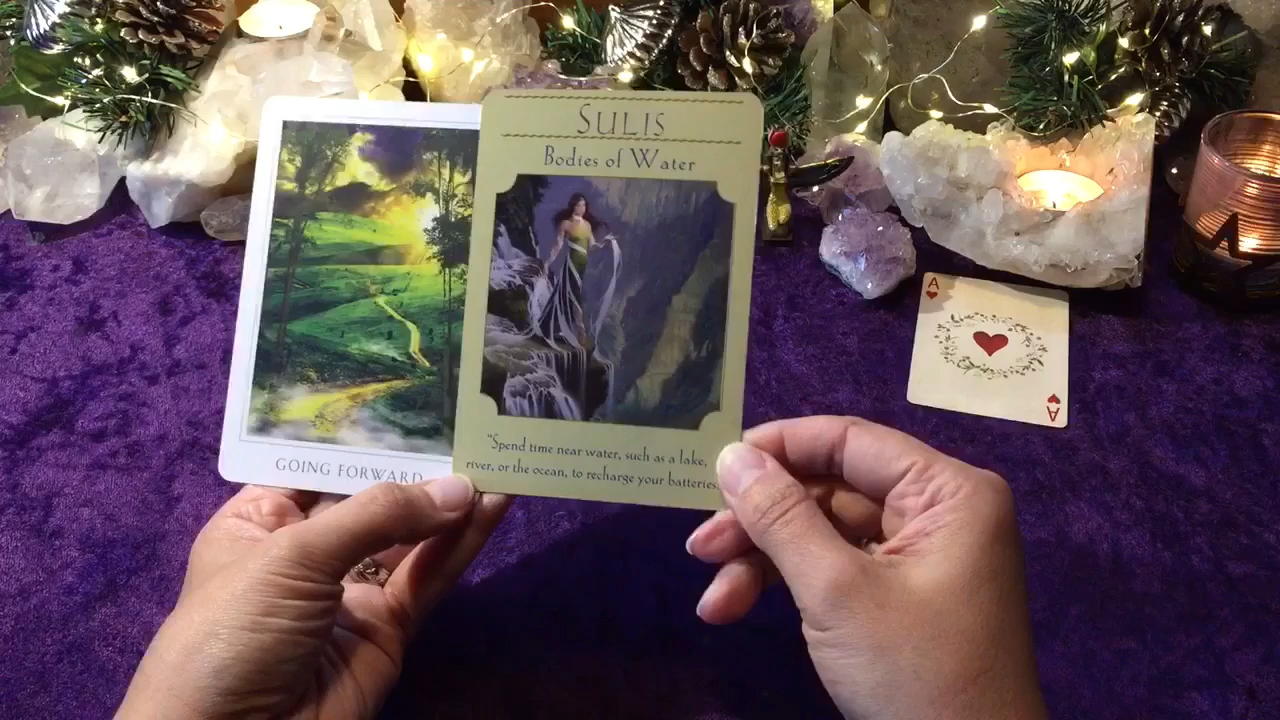 SULIS
Bodies of Water
"Spend time near water, such as a lake,
river, or the ocean, to recharge your batteries.
GOING FORWARD
A
A